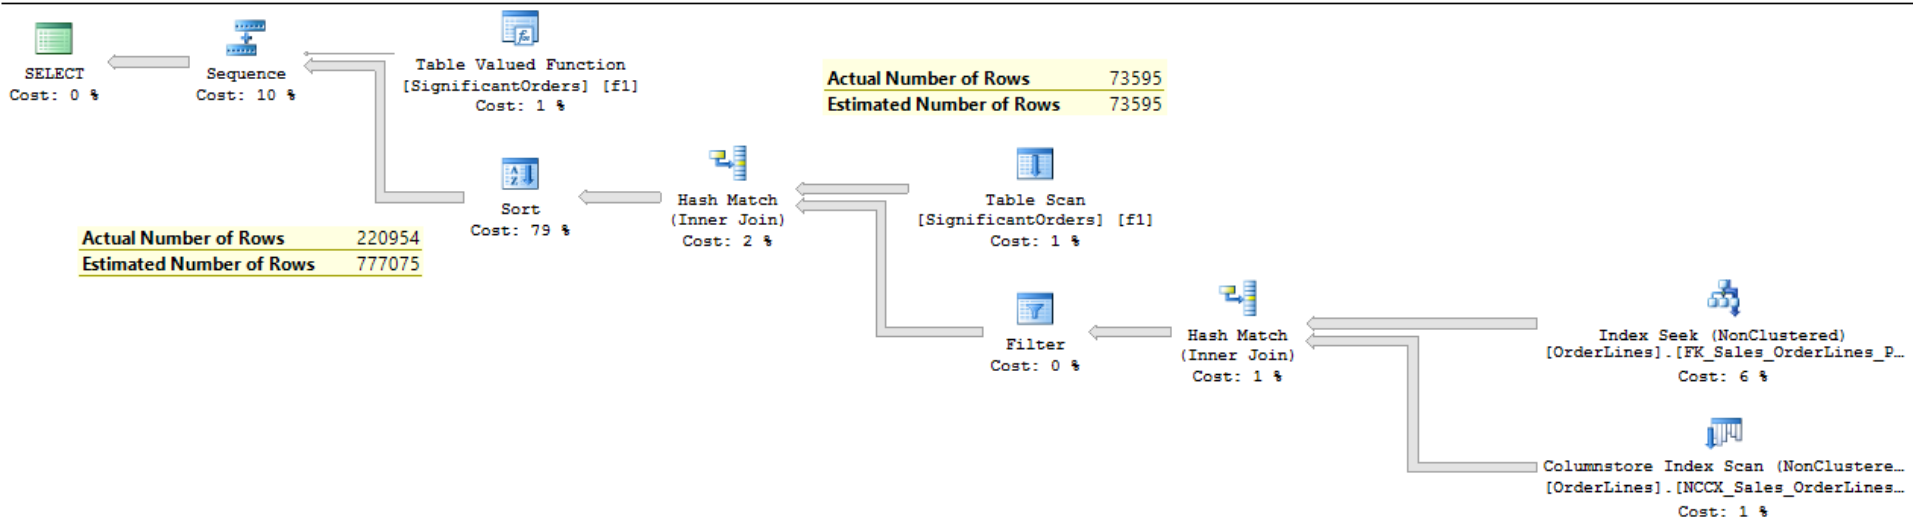 SELECT
Cost: 0 %
Sequence
Cost: 10 %
Table Valued Function
[SignificantOrders] [f1]
Cost: 1 %
Actual Number of Rows 73595
Estimated Number of Rows 73595
Sort
Cost: 79 %
Hash Match
(Inner Join)
Cost: 2 %
Table Scan
[SignificantOrders] [f1]
Cost: 1 %
Actual Number of Rows 220954
Estimated Number of Rows 777075
Filter
Cost: 0 %
Hash Match
(Inner Join)
Cost: 1 %
Index Seek (NonClustered)
[OrderLines].[FK_Sales_OrderLines_P…
Cost: 6 %
Columnstore Index Scan (NonClustere…
[OrderLines].[NCCX_Sales_OrderLines…
Cost: 1 %